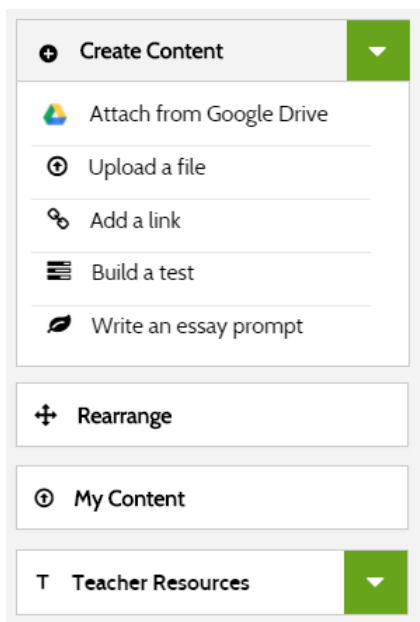 Create Content
Attach from Google Drive
Upload a file
Add a link
Build a test
Write an essay prompt
Rearrange
My Content
T Teacher Resources